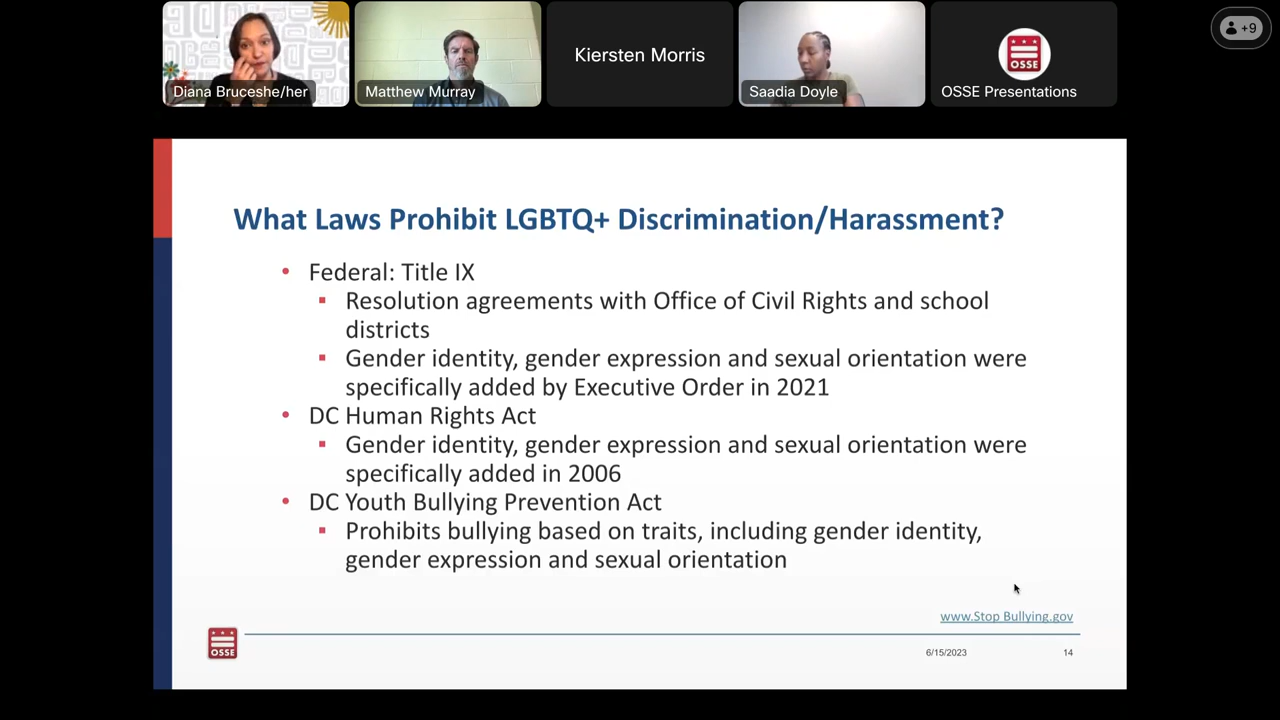 Diana Bruceshe/her
Matthew Murray
Kiersten Morris
Saadia Doyle
OSSE
OSSE Presentations
+9
What Laws Prohibit LGBTQ+ Discrimination/Harassment?
• Federal: Title IX
▪ Resolution agreements with Office of Civil Rights and school
districts
▪ Gender identity, gender expression and sexual orientation were
specifically added by Executive Order in 2021
• DC Human Rights Act
▪ Gender identity, gender expression and sexual orientation were
specifically added in 2006
• DC Youth Bullying Prevention Act
▪ Prohibits bullying based on traits, including gender identity,
gender expression and sexual orientation
www.Stop Bullying.gov
OSSE
6/15/2023
14